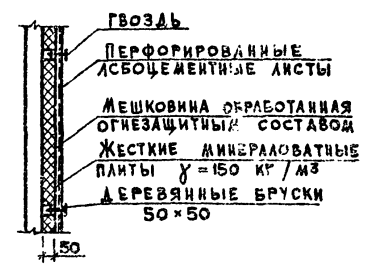 ГВОЗДЬ
ПЕРФОРИРОВАННЫЕ
АСБОЦЕМЕНТНЫЕ ЛИСТЫ
МЕШКОВИНА ОБРАБОТАННАЯ
ОГНЕЗАЩИТНЫМ СОСТАВОМ
ЖЕСТКИЕ МИНЕРАЛОВАТНЫЕ
ПЛИТЫ γ = 150 КГ/М³
ДЕРЕВЯННЫЕ БРУСКИ
50 × 50
50